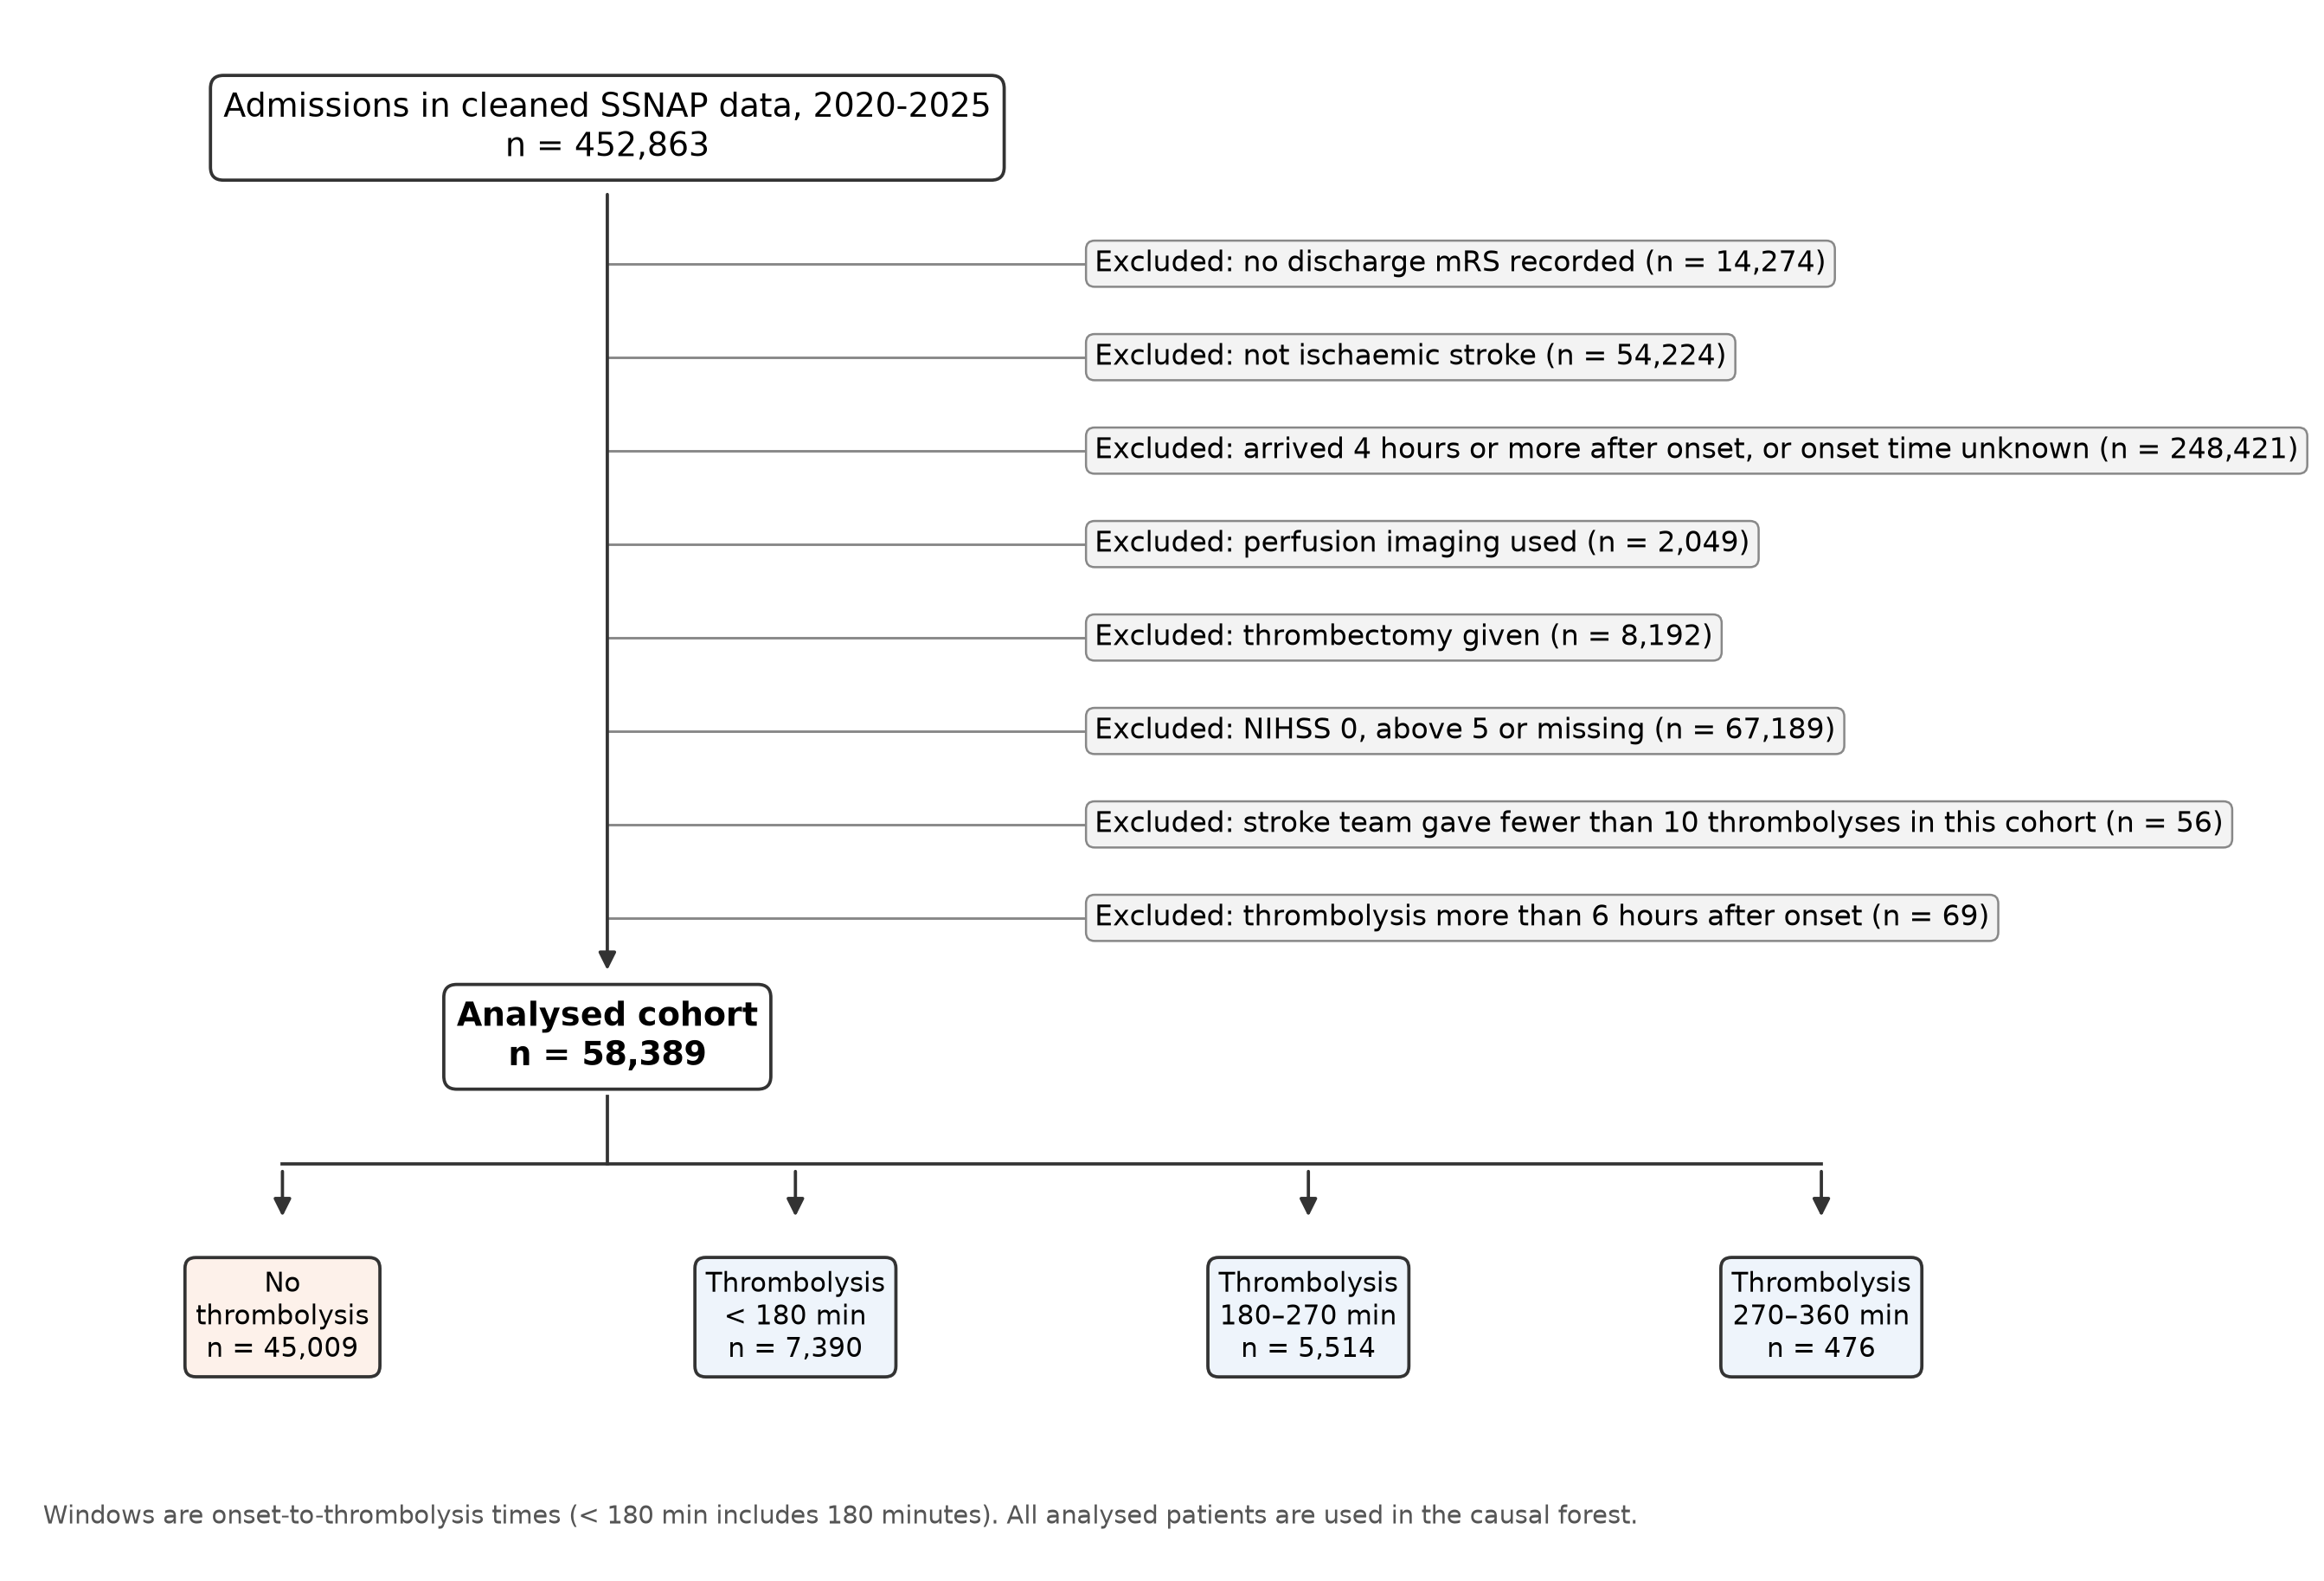 Admissions in cleaned SSNAP data, 2020-2025
n = 452,863
Excluded: no discharge mRS recorded (n = 14,274)
Excluded: not ischaemic stroke (n = 54,224)
Excluded: arrived 4 hours or more after onset, or onset time unknown (n = 248,421)
Excluded: perfusion imaging used (n = 2,049)
Excluded: thrombectomy given (n = 8,192)
Excluded: NIHSS 0, above 5 or missing (n = 67,189)
Excluded: stroke team gave fewer than 10 thrombolyses in this cohort (n = 56)
Excluded: thrombolysis more than 6 hours after onset (n = 69)
Analysed cohort
n = 58,389
No
thrombolysis
n = 45,009
Thrombolysis
< 180 min
n = 7,390
Thrombolysis
180–270 min
n = 5,514
Thrombolysis
270–360 min
n = 476
Windows are onset-to-thrombolysis times (< 180 min includes 180 minutes). All analysed patients are used in the causal forest.